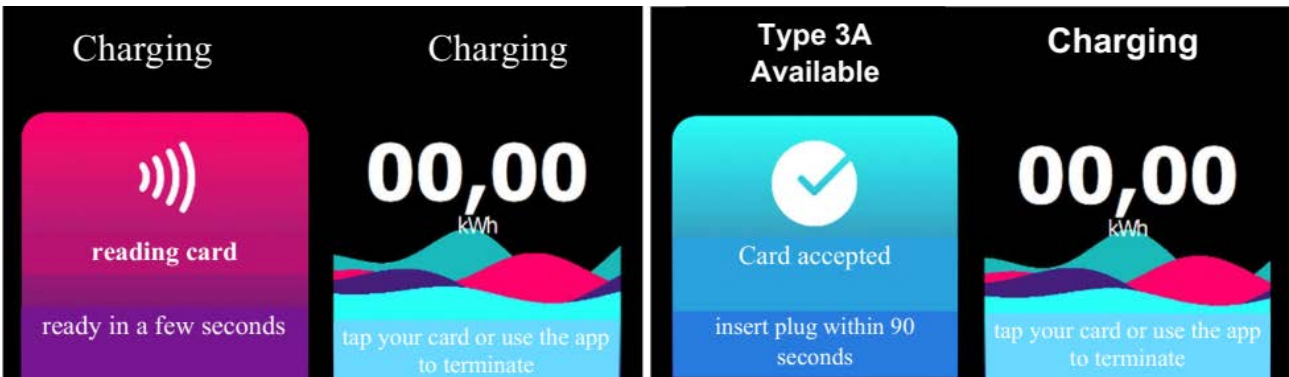 Charging
reading card
ready in a few seconds
Charging
00,00
kWh
tap your card or use the app
to terminate
Type 3A
Available
Card accepted
insert plug within 90
seconds
Charging
00,00
kWh
tap your card or use the app
to terminate